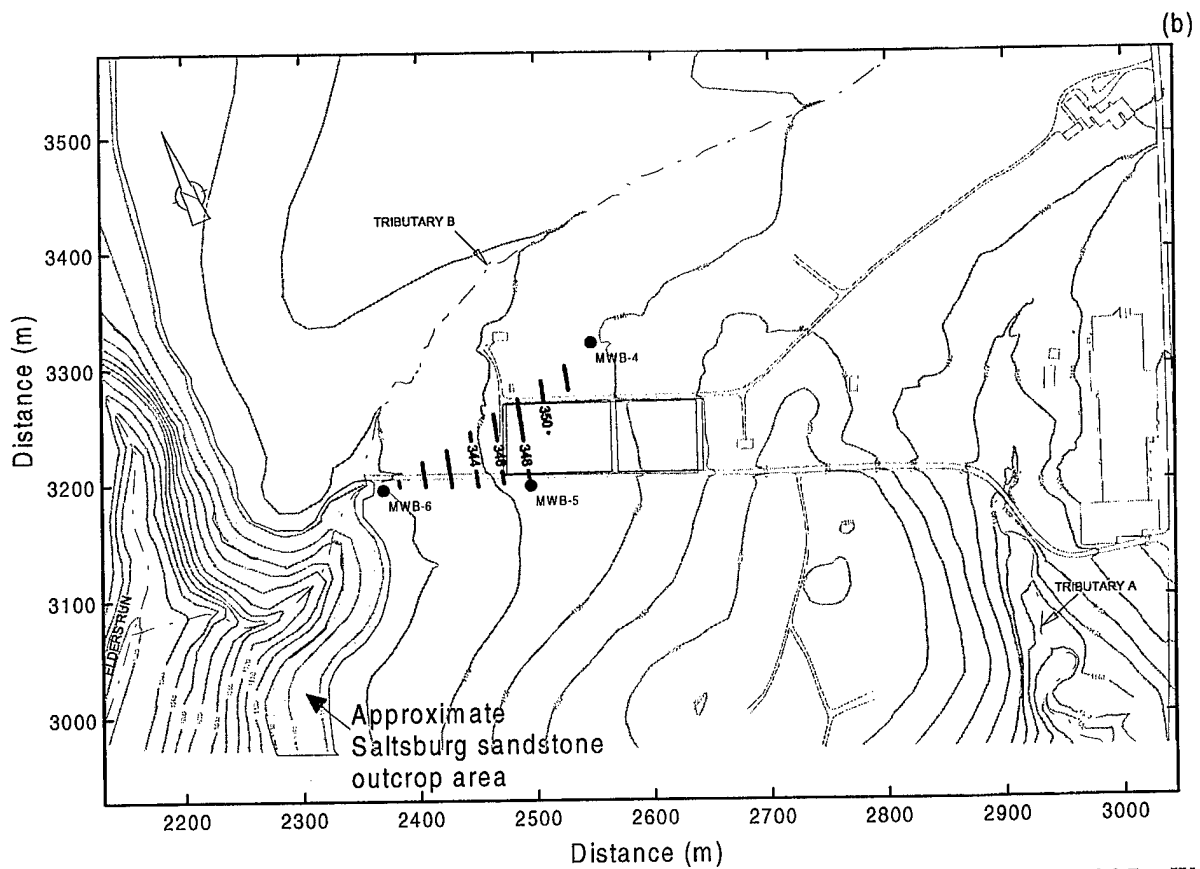 (b)
3500
3400
3300
3200
3100
3000
Distance (m)
TRIBUTARY B
MWB-4
350
344
346
348
MWB-5
MWB-6
TRIBUTARY A
ELDERS RUN
Approximate
Saltsburg sandstone
outcrop area
2200 2300 2400 2500 2600 2700 2800 2900 3000
Distance (m)